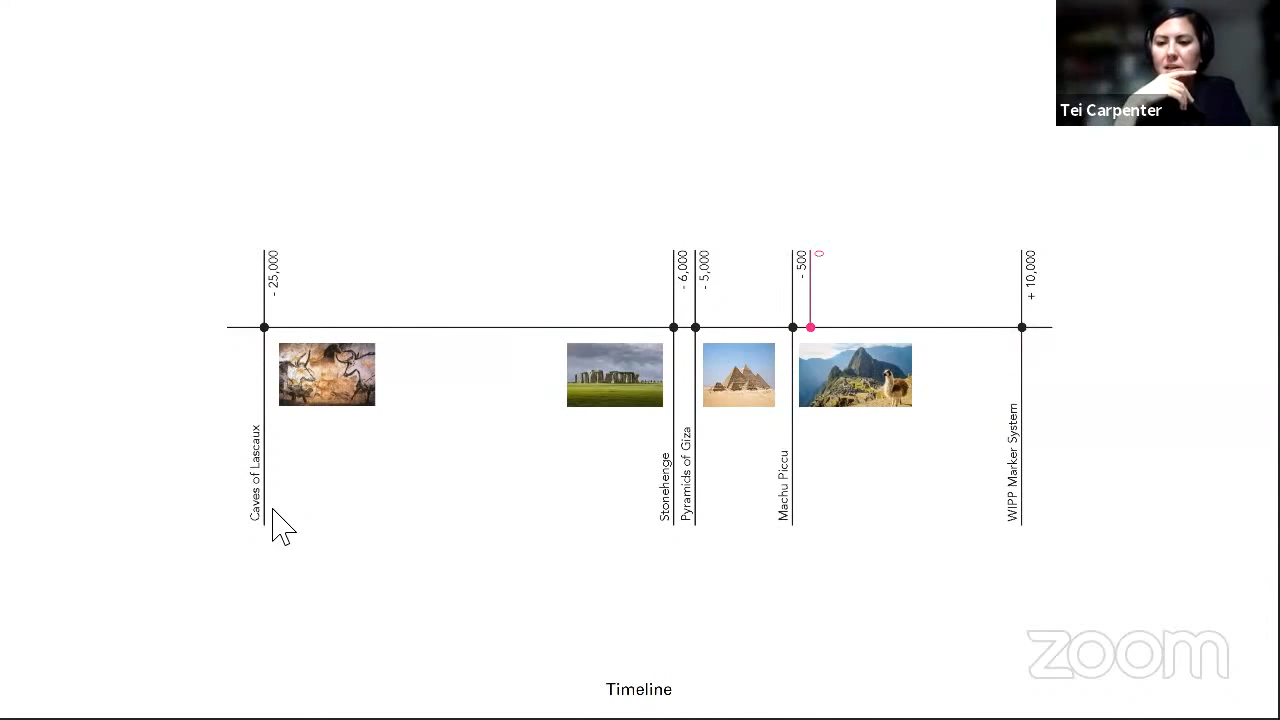 Tei Carpenter
- 25,000
- 6,000
- 5,000
- 500
0
+ 10,000
Caves of Lascaux
Stonehenge
Pyramids of Giza
Machu Piccu
WIPP Marker System
zoom
Timeline